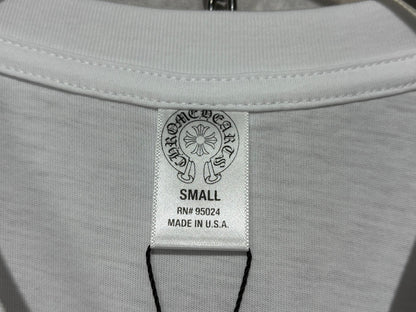 CHROME HEARTS
SMALL
RN# 95024
MADE IN U.S.A.